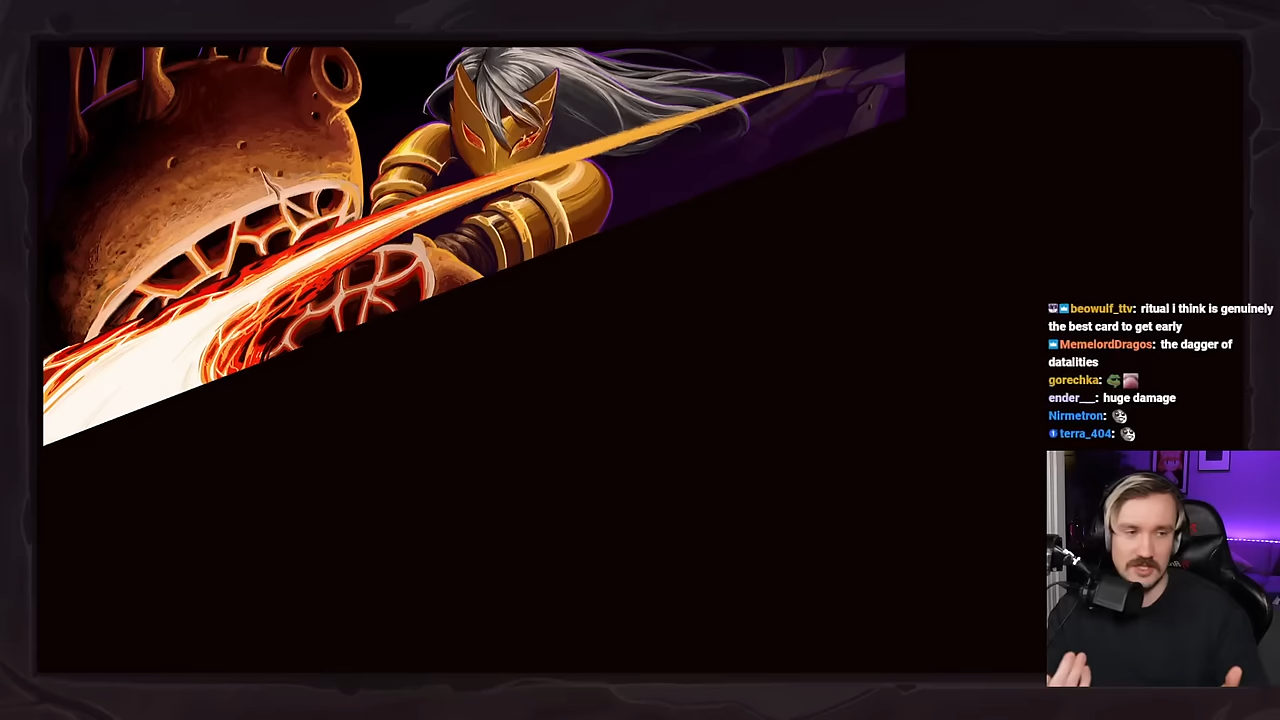 beowulf_ttv: ritual i think is genuinely
the best card to get early
MemelordDragos: the dagger of
datalities
gorechka:
ender___: huge damage
Nirmetron:
terra_404: